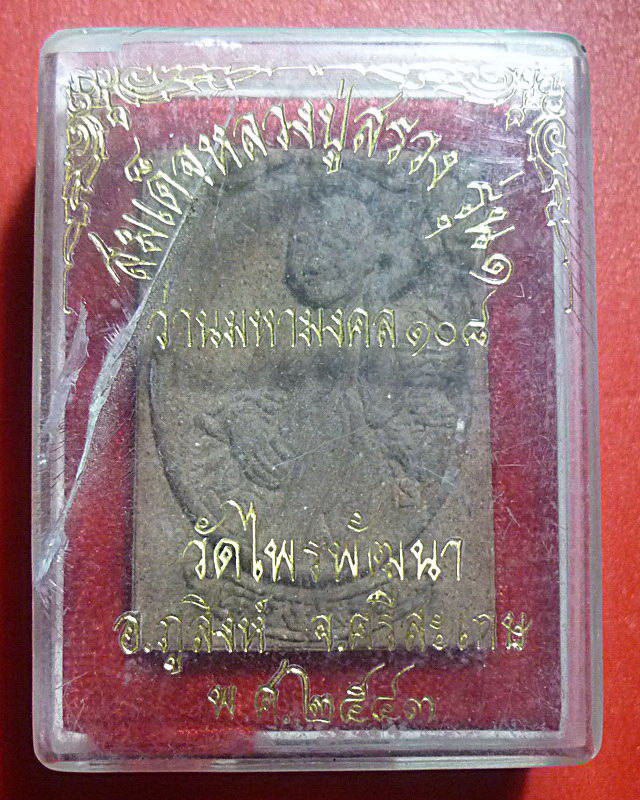 สมเด็จหลวงปู่สรวง รุ่น ๑
ว่านมหามงคล ๑๐๘
วัดไพรพัฒนา
อ.ภูสิงห์ จ.ศรีสะเกษ
พ.ศ.๒๕๔๓